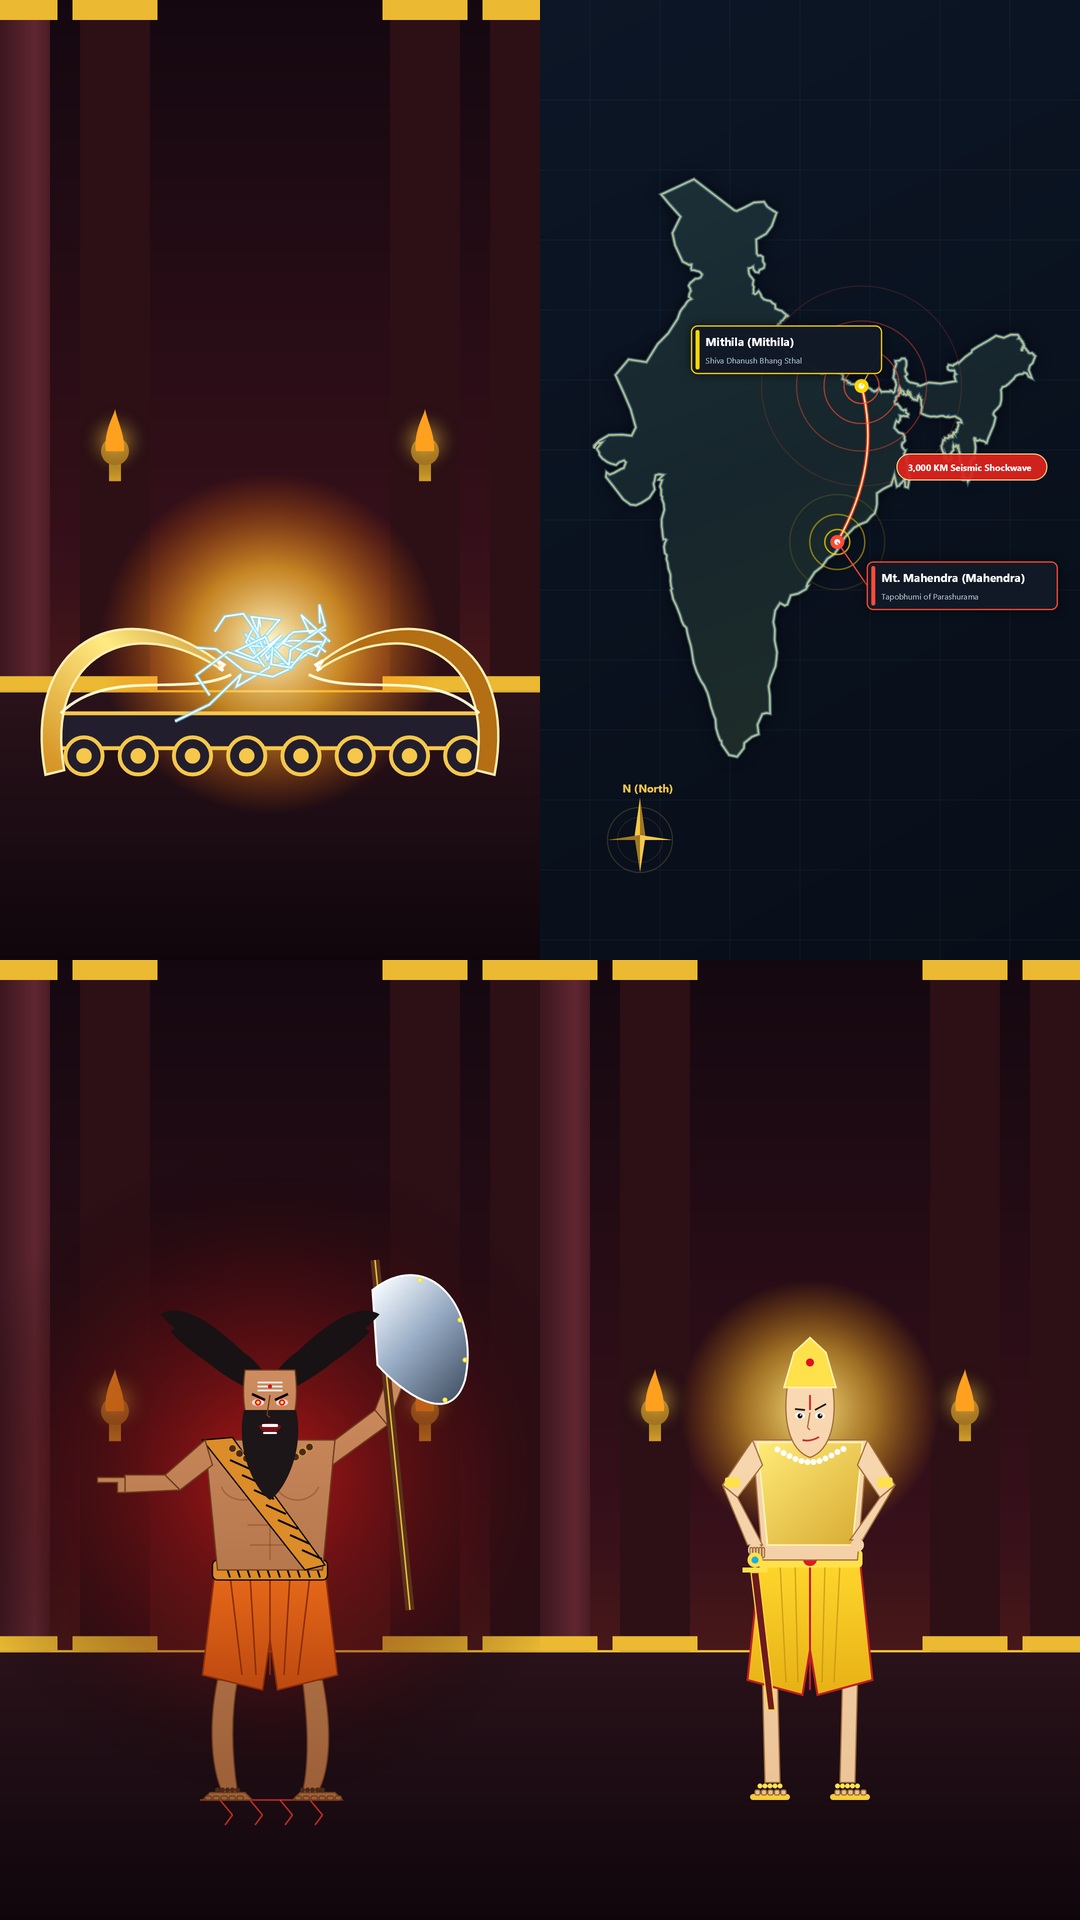 Mithila (Mithila)
Shiva Dhanush Bhang Sthal
3,000 KM Seismic Shockwave
Mt. Mahendra (Mahendra)
Tapobhumi of Parashurama
N (North)